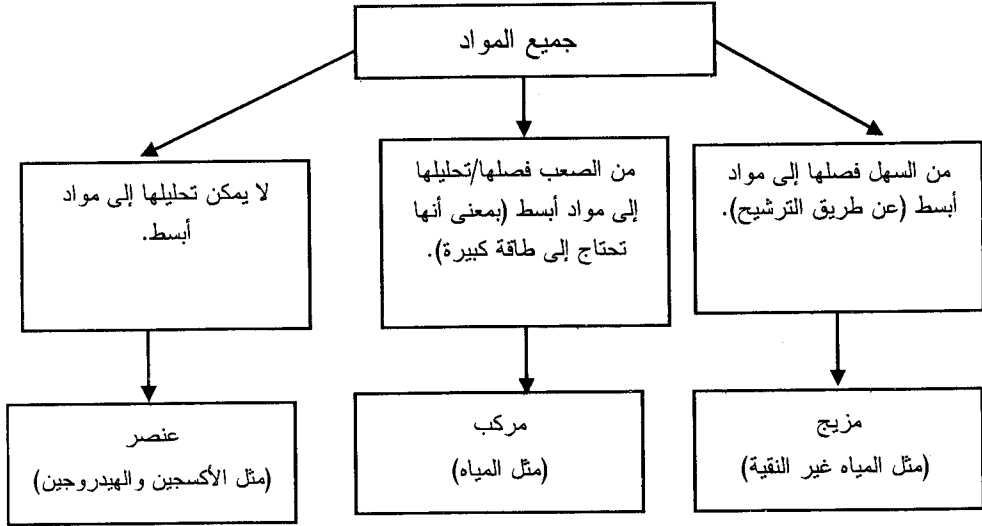 جميع المواد
من السهل فصلها إلى مواد
أبسط (عن طريق الترشيح).
من الصعب فصلها/تحليلها
إلى مواد أبسط (بمعنى أنها
تحتاج إلى طاقة كبيرة).
لا يمكن تحليلها إلى مواد
أبسط.
مزيج
(مثل المياه غير النقية)
مركب
(مثل المياه)
عنصر
(مثل الأكسجين والهيدروجين)